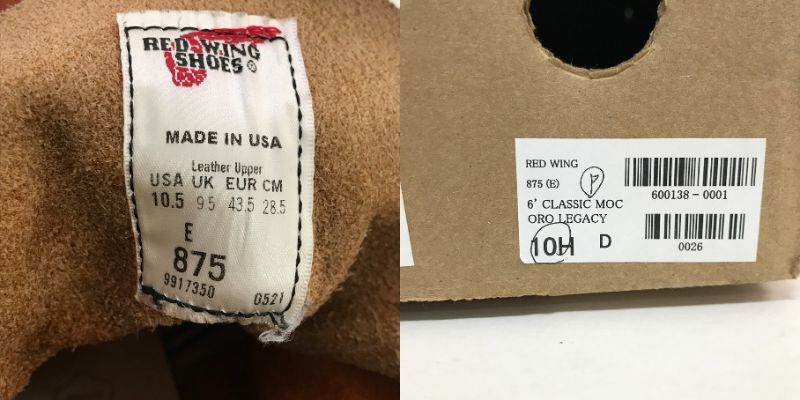 RED WING
SHOES®
MADE IN USA
Leather Upper
USA UK EUR CM
10.5 9.5 43.5 28.5
E
875
9917350 0521
RED WING
875 (E) P
6' CLASSIC MOC
ORO LEGACY
10H D
600138-0001
0026